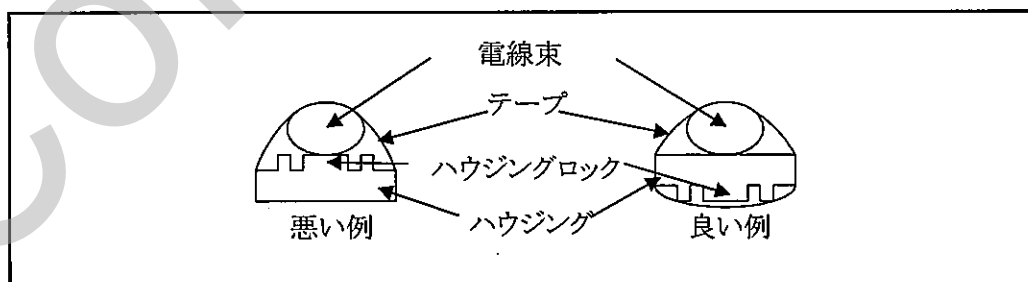 電線束
テープ
ハウジングロック
ハウジング
悪い例
良い例